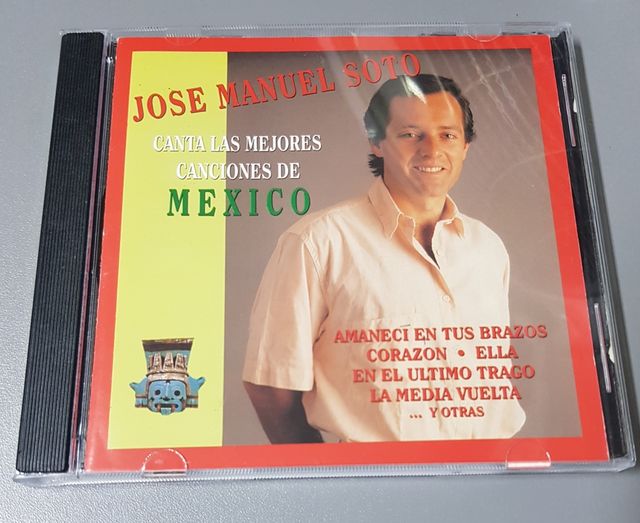 JOSE MANUEL SOTO
CANTA LAS MEJORES
CANCIONES DE
MEXICO
AMANECÍ EN TUS BRAZOS
CORAZON • ELLA
EN EL ULTIMO TRAGO
LA MEDIA VUELTA
... Y OTRAS